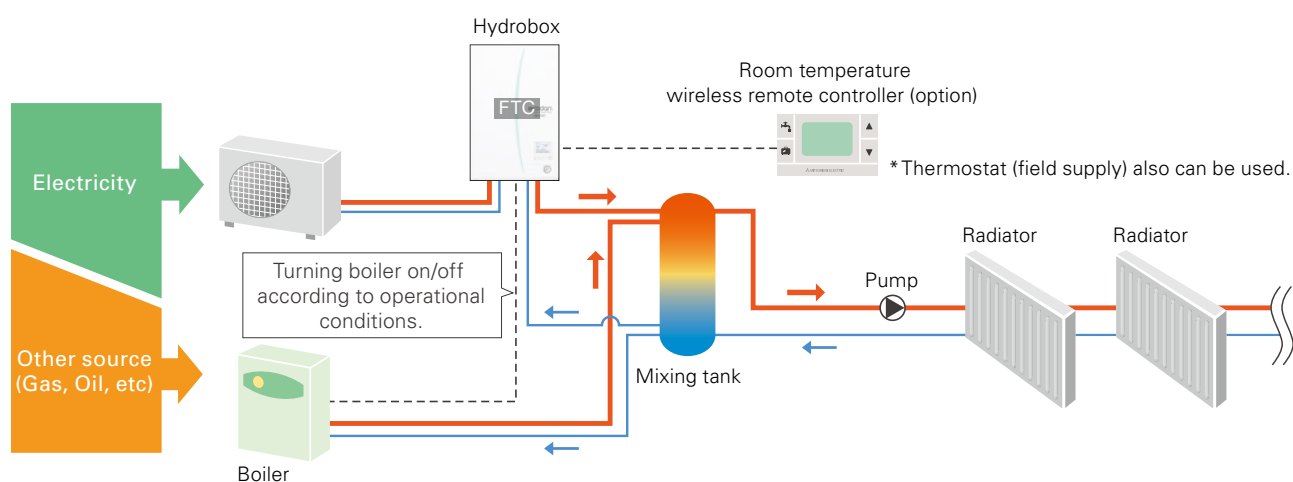 Hydrobox
FTC
Room temperature
wireless remote controller (option)
* Thermostat (field supply) also can be used.
Electricity
Turning boiler on/off
according to operational
conditions.
Radiator
Radiator
Pump
Other source
(Gas, Oil, etc)
Mixing tank
Boiler